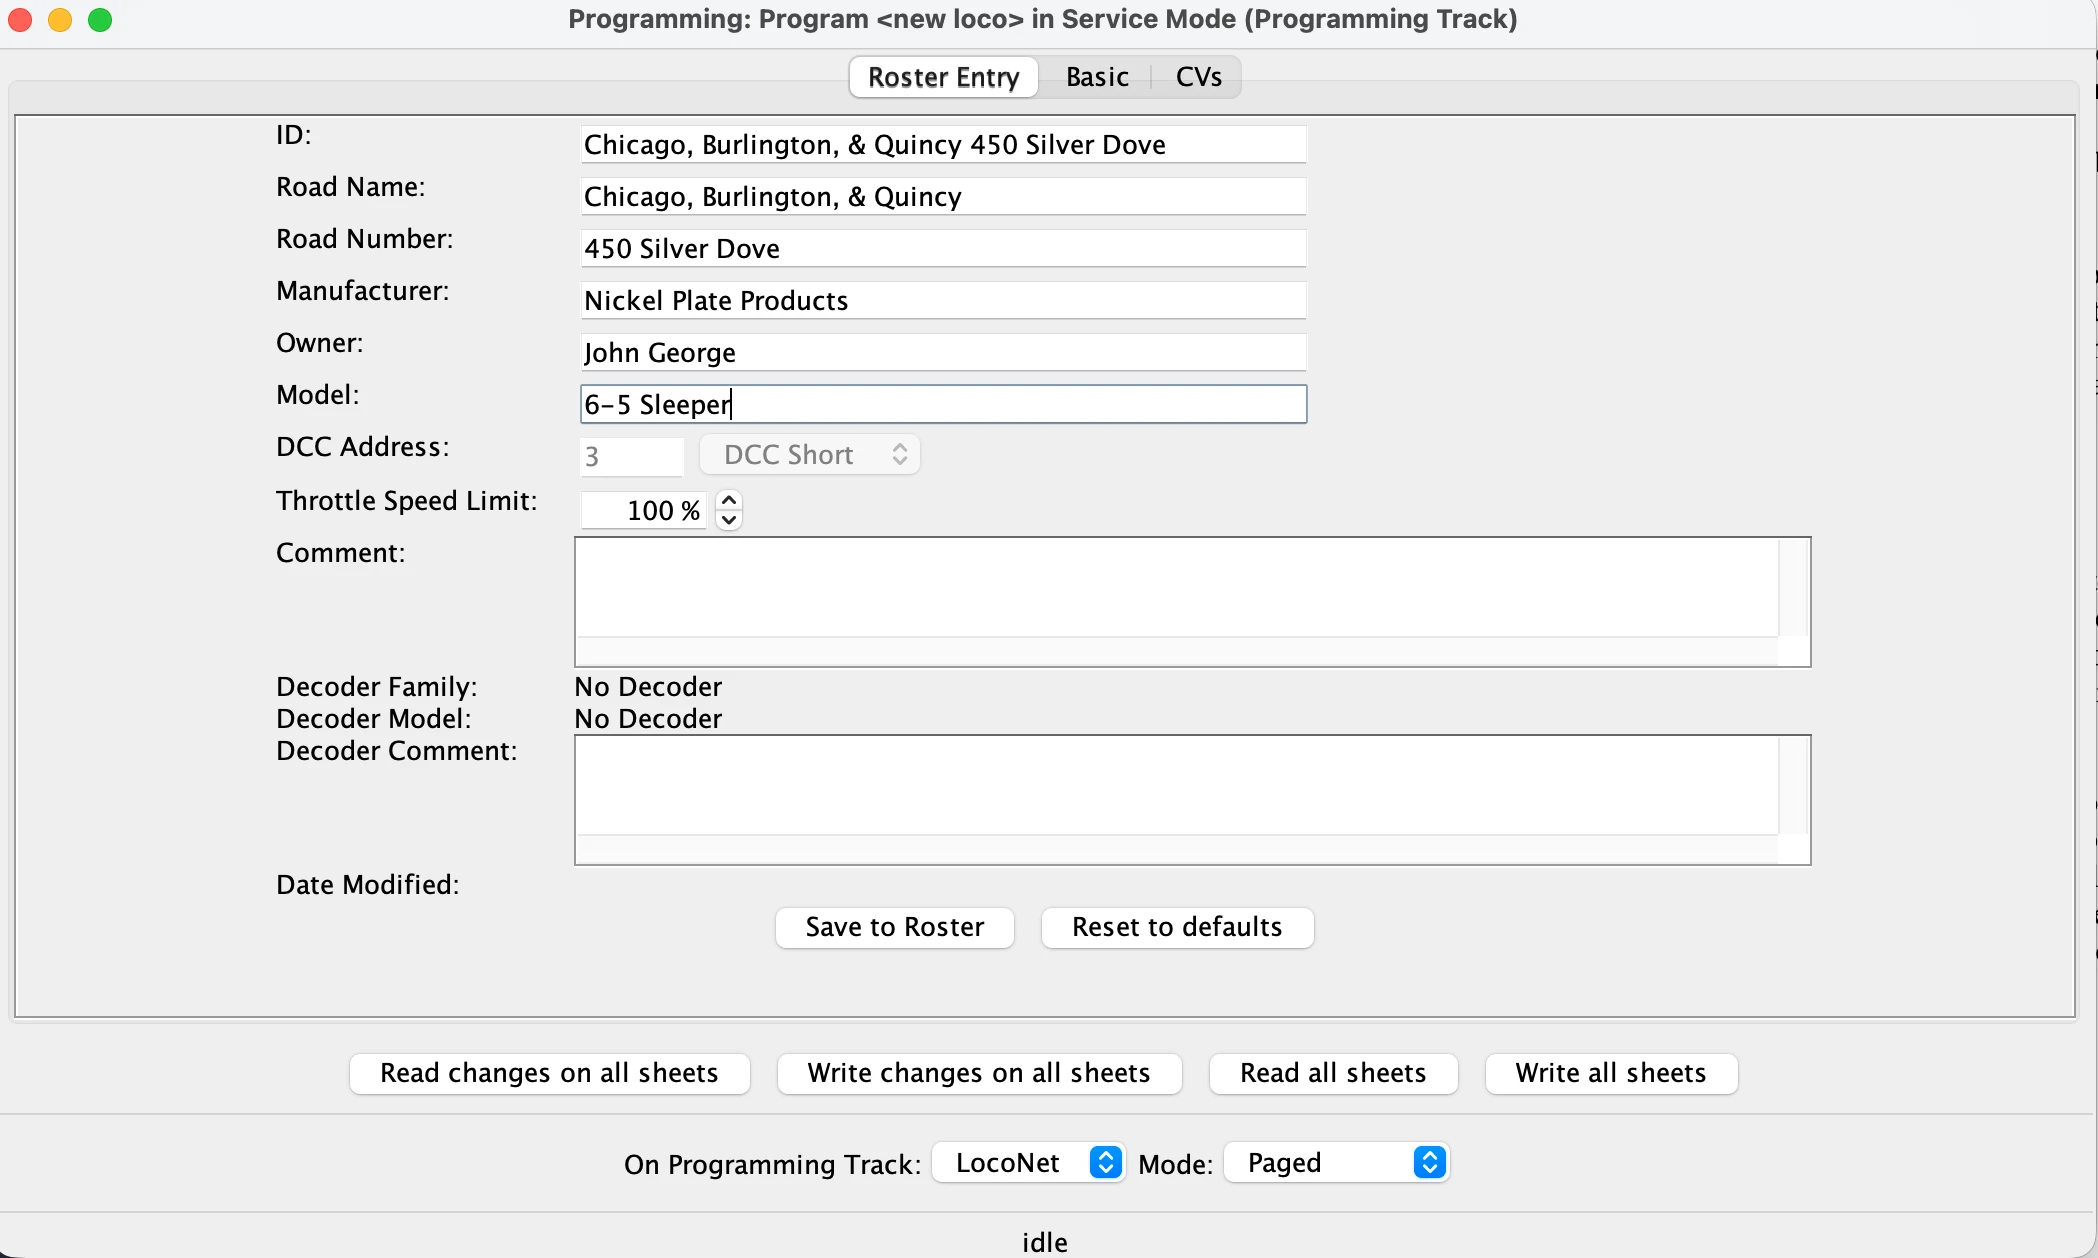 Programming: Program <new loco> in Service Mode (Programming Track)
Roster Entry Basic CVs
ID: Chicago, Burlington, & Quincy 450 Silver Dove
Road Name: Chicago, Burlington, & Quincy
Road Number: 450 Silver Dove
Manufacturer: Nickel Plate Products
Owner: John George
Model: 6-5 Sleeper
DCC Address: 3 DCC Short
Throttle Speed Limit: 100 %
Comment:
Decoder Family: No Decoder
Decoder Model: No Decoder
Decoder Comment:
Date Modified:
Save to Roster Reset to defaults
Read changes on all sheets Write changes on all sheets Read all sheets Write all sheets
On Programming Track: LocoNet Mode: Paged
idle